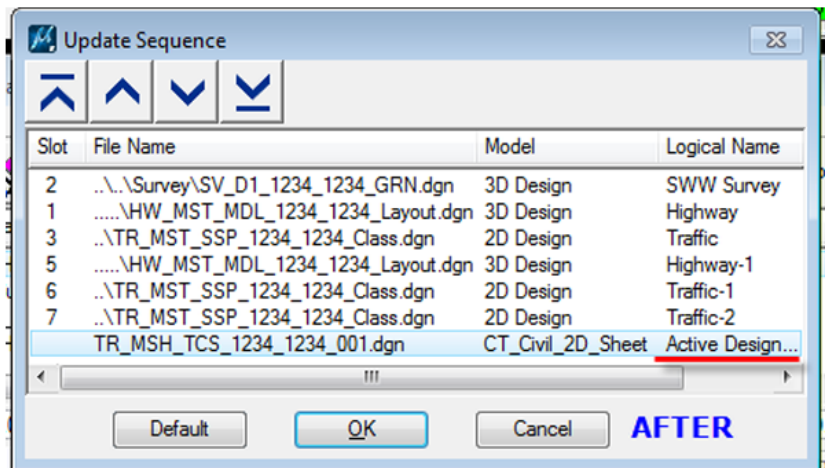 Update Sequence
Slot File Name Model Logical Name
2 ..\..\Survey\SV_D1_1234_1234_GRN.dgn 3D Design SWW Survey
1 .....\HW_MST_MDL_1234_1234_Layout.dgn 3D Design Highway
3 ..\TR_MST_SSP_1234_1234_Class.dgn 2D Design Traffic
5 .....\HW_MST_MDL_1234_1234_Layout.dgn 3D Design Highway-1
6 ..\TR_MST_SSP_1234_1234_Class.dgn 2D Design Traffic-1
7 ..\TR_MST_SSP_1234_1234_Class.dgn 2D Design Traffic-2
TR_MSH_TCS_1234_1234_001.dgn CT_Civil_2D_Sheet Active Design...
Default OK Cancel AFTER